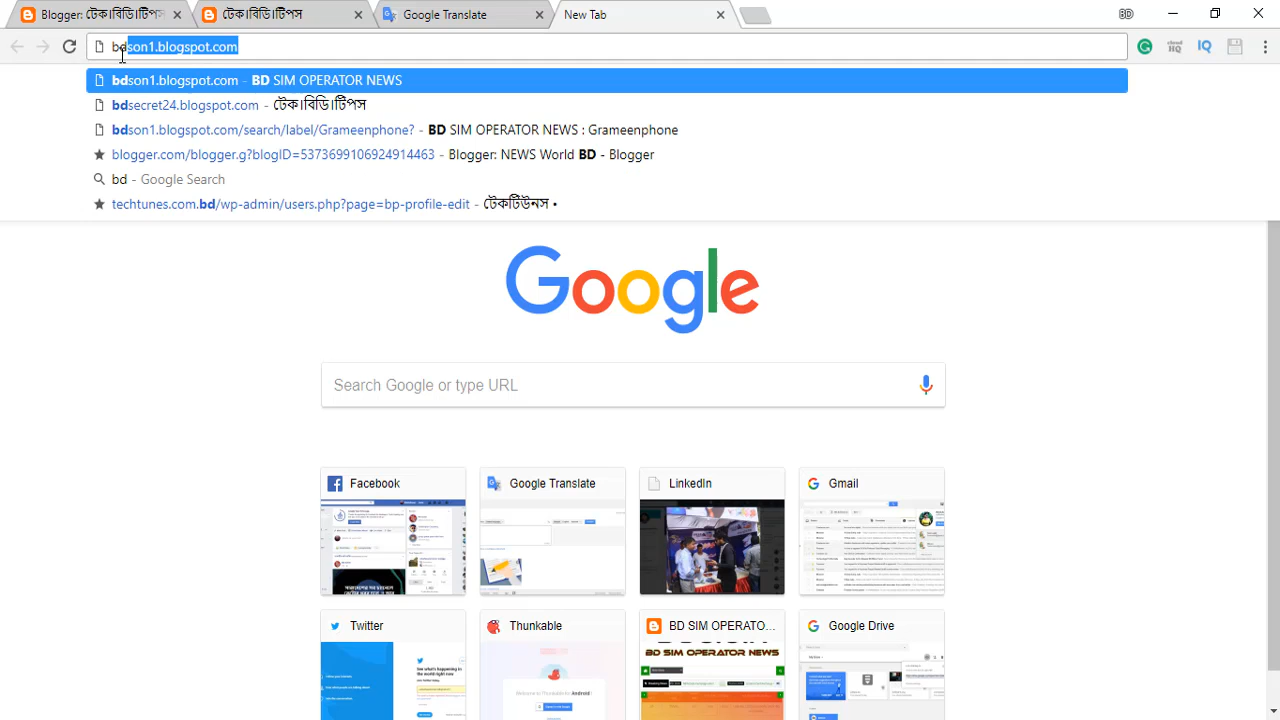 Blogger: টেক।বিডি।টিপস
টেক।বিডি।টিপস
Google Translate
New Tab
BD
bdson1.blogspot.com
bdson1.blogspot.com - BD SIM OPERATOR NEWS
bdsecret24.blogspot.com - টেক।বিডি।টিপস
bdson1.blogspot.com/search/label/Grameenphone? - BD SIM OPERATOR NEWS : Grameenphone
blogger.com/blogger.g?blogID=5373699106924914463 - Blogger: NEWS World BD - Blogger
bd - Google Search
techtunes.com.bd/wp-admin/users.php?page=bp-profile-edit - টেকটিউনস •
Google
Search Google or type URL
Facebook
Google Translate
LinkedIn
Gmail
Twitter
Thunkable
BD SIM OPERATO...
Google Drive
BD SIM OPERATOR NEWS